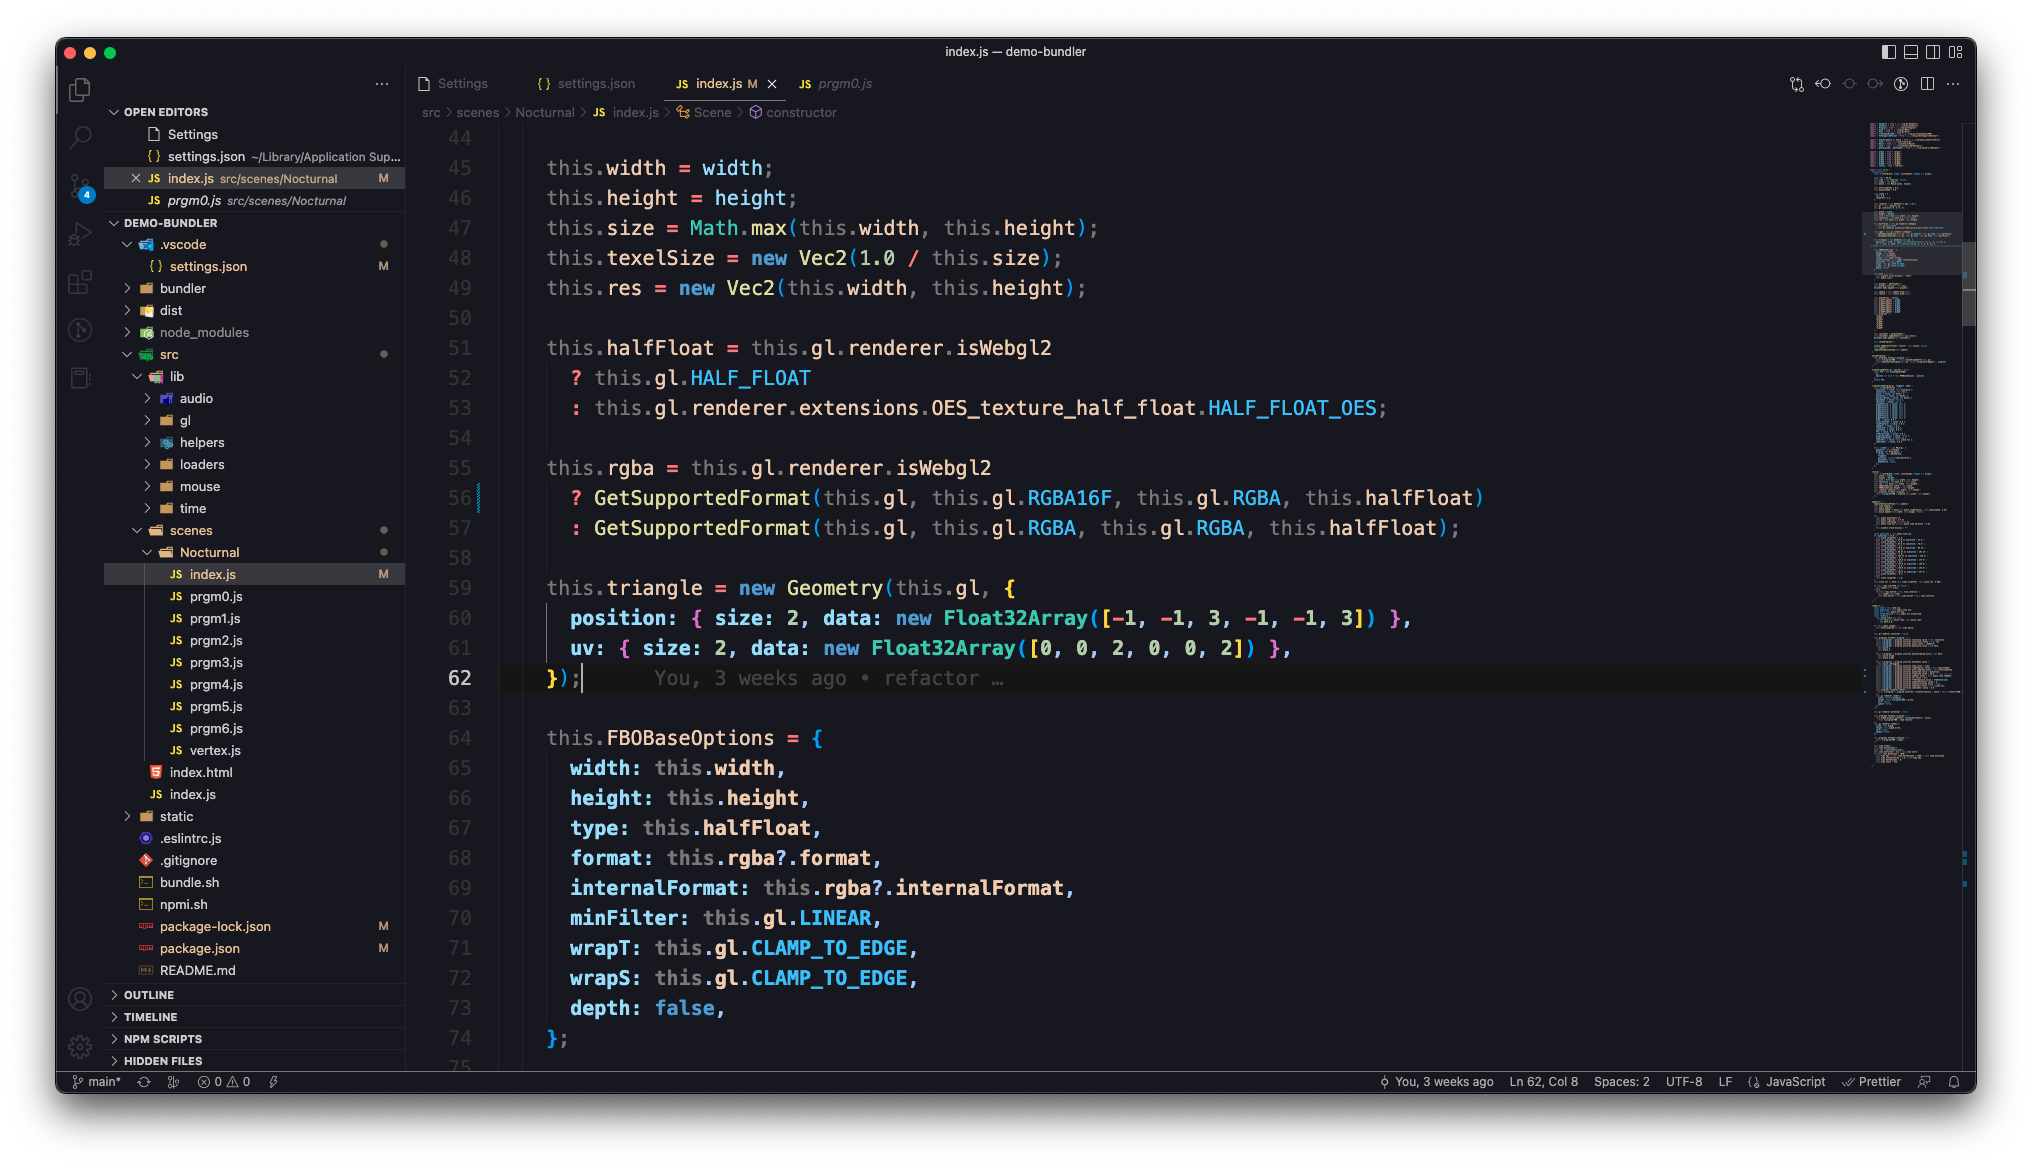 index.js — demo-bundler
Settings
settings.json
index.js M
prgm0.js
src > scenes > Nocturnal > JS index.js > Scene > constructor
OPEN EDITORS
Settings
settings.json ~/Library/Application Sup...
JS index.js src/scenes/Nocturnal M
JS prgm0.js src/scenes/Nocturnal
4
DEMO-BUNDLER
.vscode
settings.json M
bundler
dist
node_modules
src
lib
audio
gl
helpers
loaders
mouse
time
scenes
Nocturnal
JS index.js M
JS prgm0.js
JS prgm1.js
JS prgm2.js
JS prgm3.js
JS prgm4.js
JS prgm5.js
JS prgm6.js
JS vertex.js
index.html
JS index.js
static
.eslintrc.js
.gitignore
bundle.sh
npmi.sh
package-lock.json M
package.json M
README.md
OUTLINE
TIMELINE
NPM SCRIPTS
HIDDEN FILES
44
45 this.width = width;
46 this.height = height;
47 this.size = Math.max(this.width, this.height);
48 this.texelSize = new Vec2(1.0 / this.size);
49 this.res = new Vec2(this.width, this.height);
50
51 this.halfFloat = this.gl.renderer.isWebgl2
52 ? this.gl.HALF_FLOAT
53 : this.gl.renderer.extensions.OES_texture_half_float.HALF_FLOAT_OES;
54
55 this.rgba = this.gl.renderer.isWebgl2
56 ? GetSupportedFormat(this.gl, this.gl.RGBA16F, this.gl.RGBA, this.halfFloat)
57 : GetSupportedFormat(this.gl, this.gl.RGBA, this.gl.RGBA, this.halfFloat);
58
59 this.triangle = new Geometry(this.gl, {
60 position: { size: 2, data: new Float32Array([-1, -1, 3, -1, -1, 3]) },
61 uv: { size: 2, data: new Float32Array([0, 0, 2, 0, 0, 2]) },
62 }); You, 3 weeks ago • refactor …
63
64 this.FBOBaseOptions = {
65 width: this.width,
66 height: this.height,
67 type: this.halfFloat,
68 format: this.rgba?.format,
69 internalFormat: this.rgba?.internalFormat,
70 minFilter: this.gl.LINEAR,
71 wrapT: this.gl.CLAMP_TO_EDGE,
72 wrapS: this.gl.CLAMP_TO_EDGE,
73 depth: false,
74 };
75
main* 0 0 You, 3 weeks ago Ln 62, Col 8 Spaces: 2 UTF-8 LF JavaScript Prettier